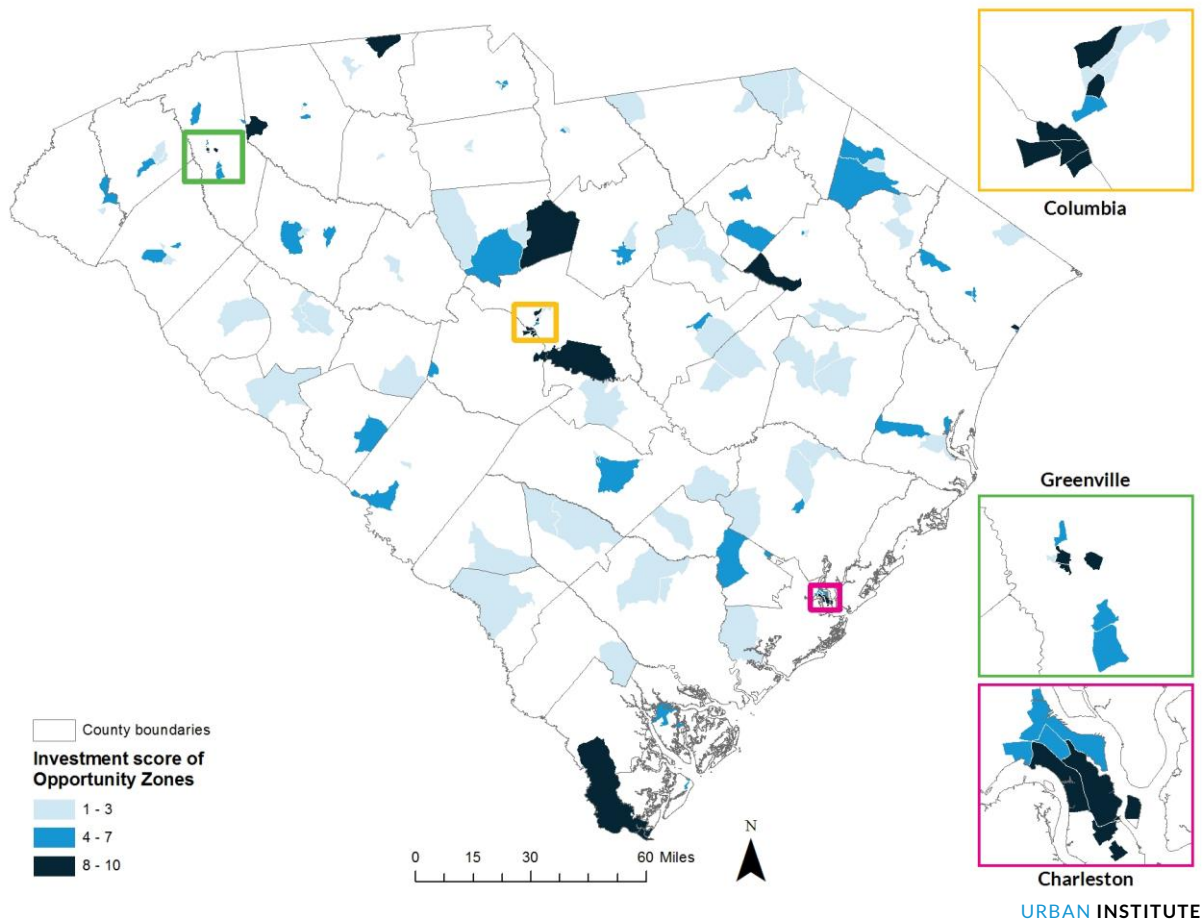 Columbia
Greenville
Charleston
County boundaries
Investment score of
Opportunity Zones
1 - 3
4 - 7
8 - 10
0 15 30 60 Miles
N
URBAN INSTITUTE